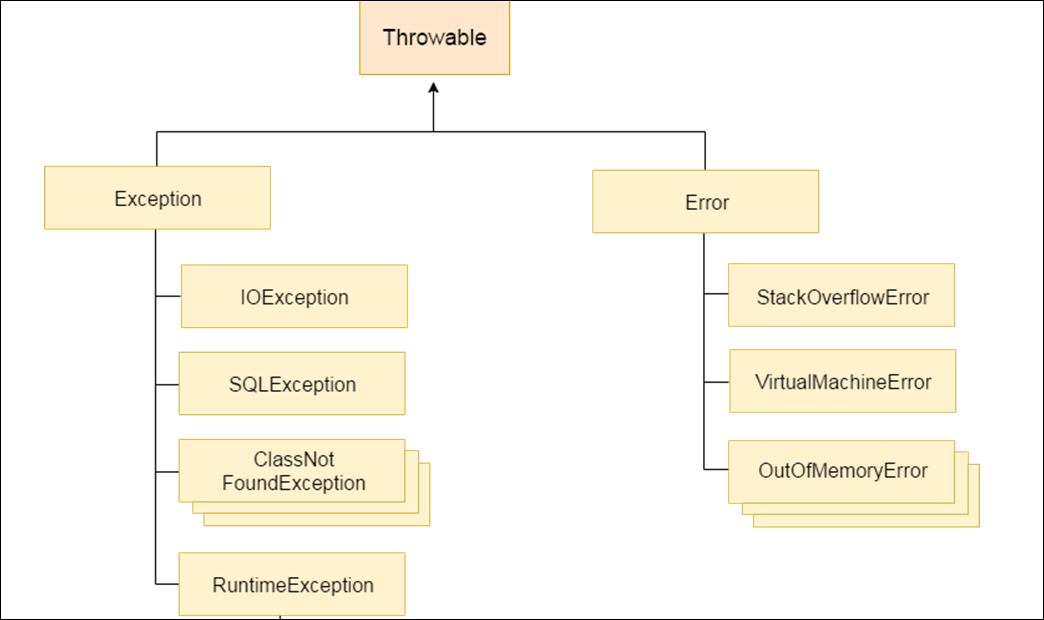 Throwable
Exception
Error
IOException
StackOverflowError
SQLException
VirtualMachineError
ClassNot
FoundException
OutOfMemoryError
RuntimeException